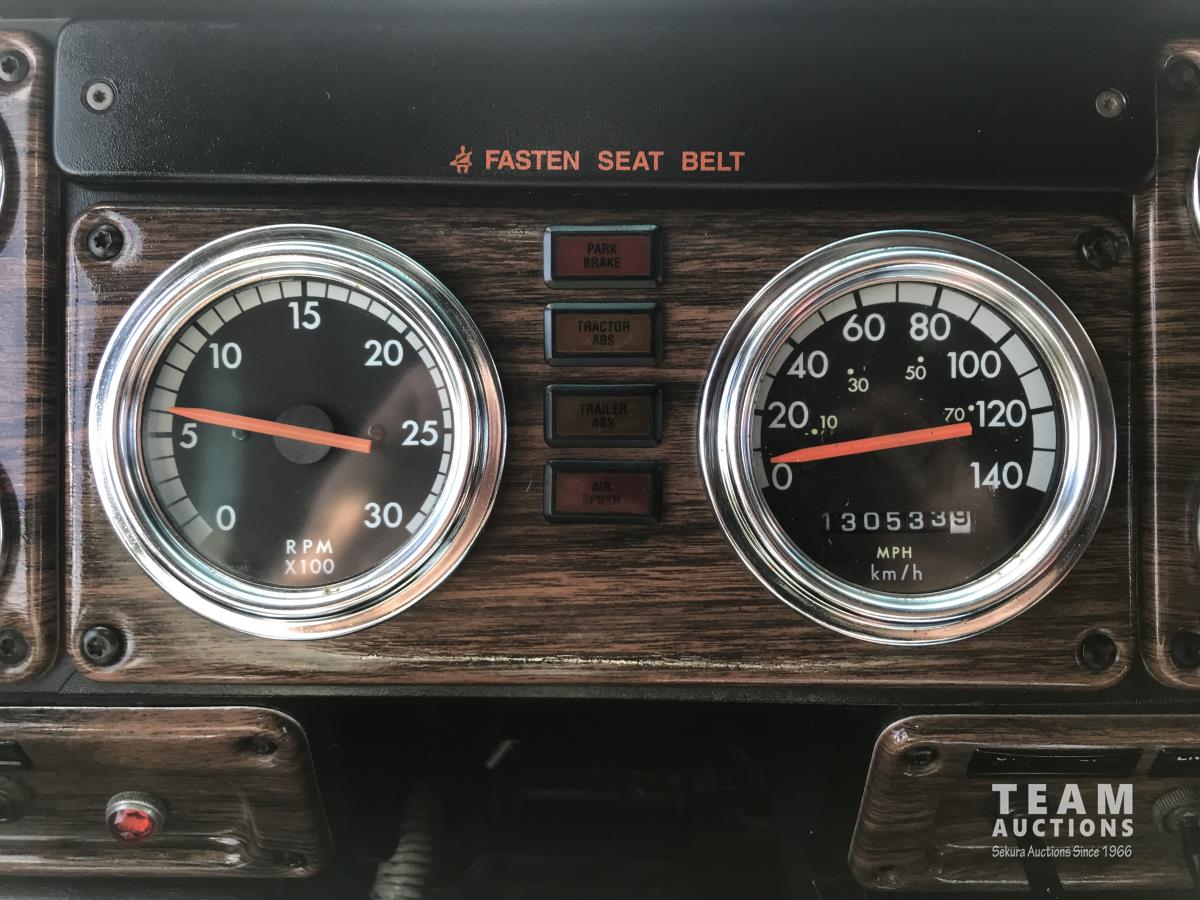 FASTEN SEAT BELT
PARK
BRAKE
TRACTOR
ABS
TRAILER
ABS
AIR
SPNSN
0
5
10
15
20
25
30
RPM
X100
0
20
40
60
80
100
120
140
10
30
50
70
1305339
MPH
km/h
TEAM
AUCTIONS
Sekura Auctions Since 1966